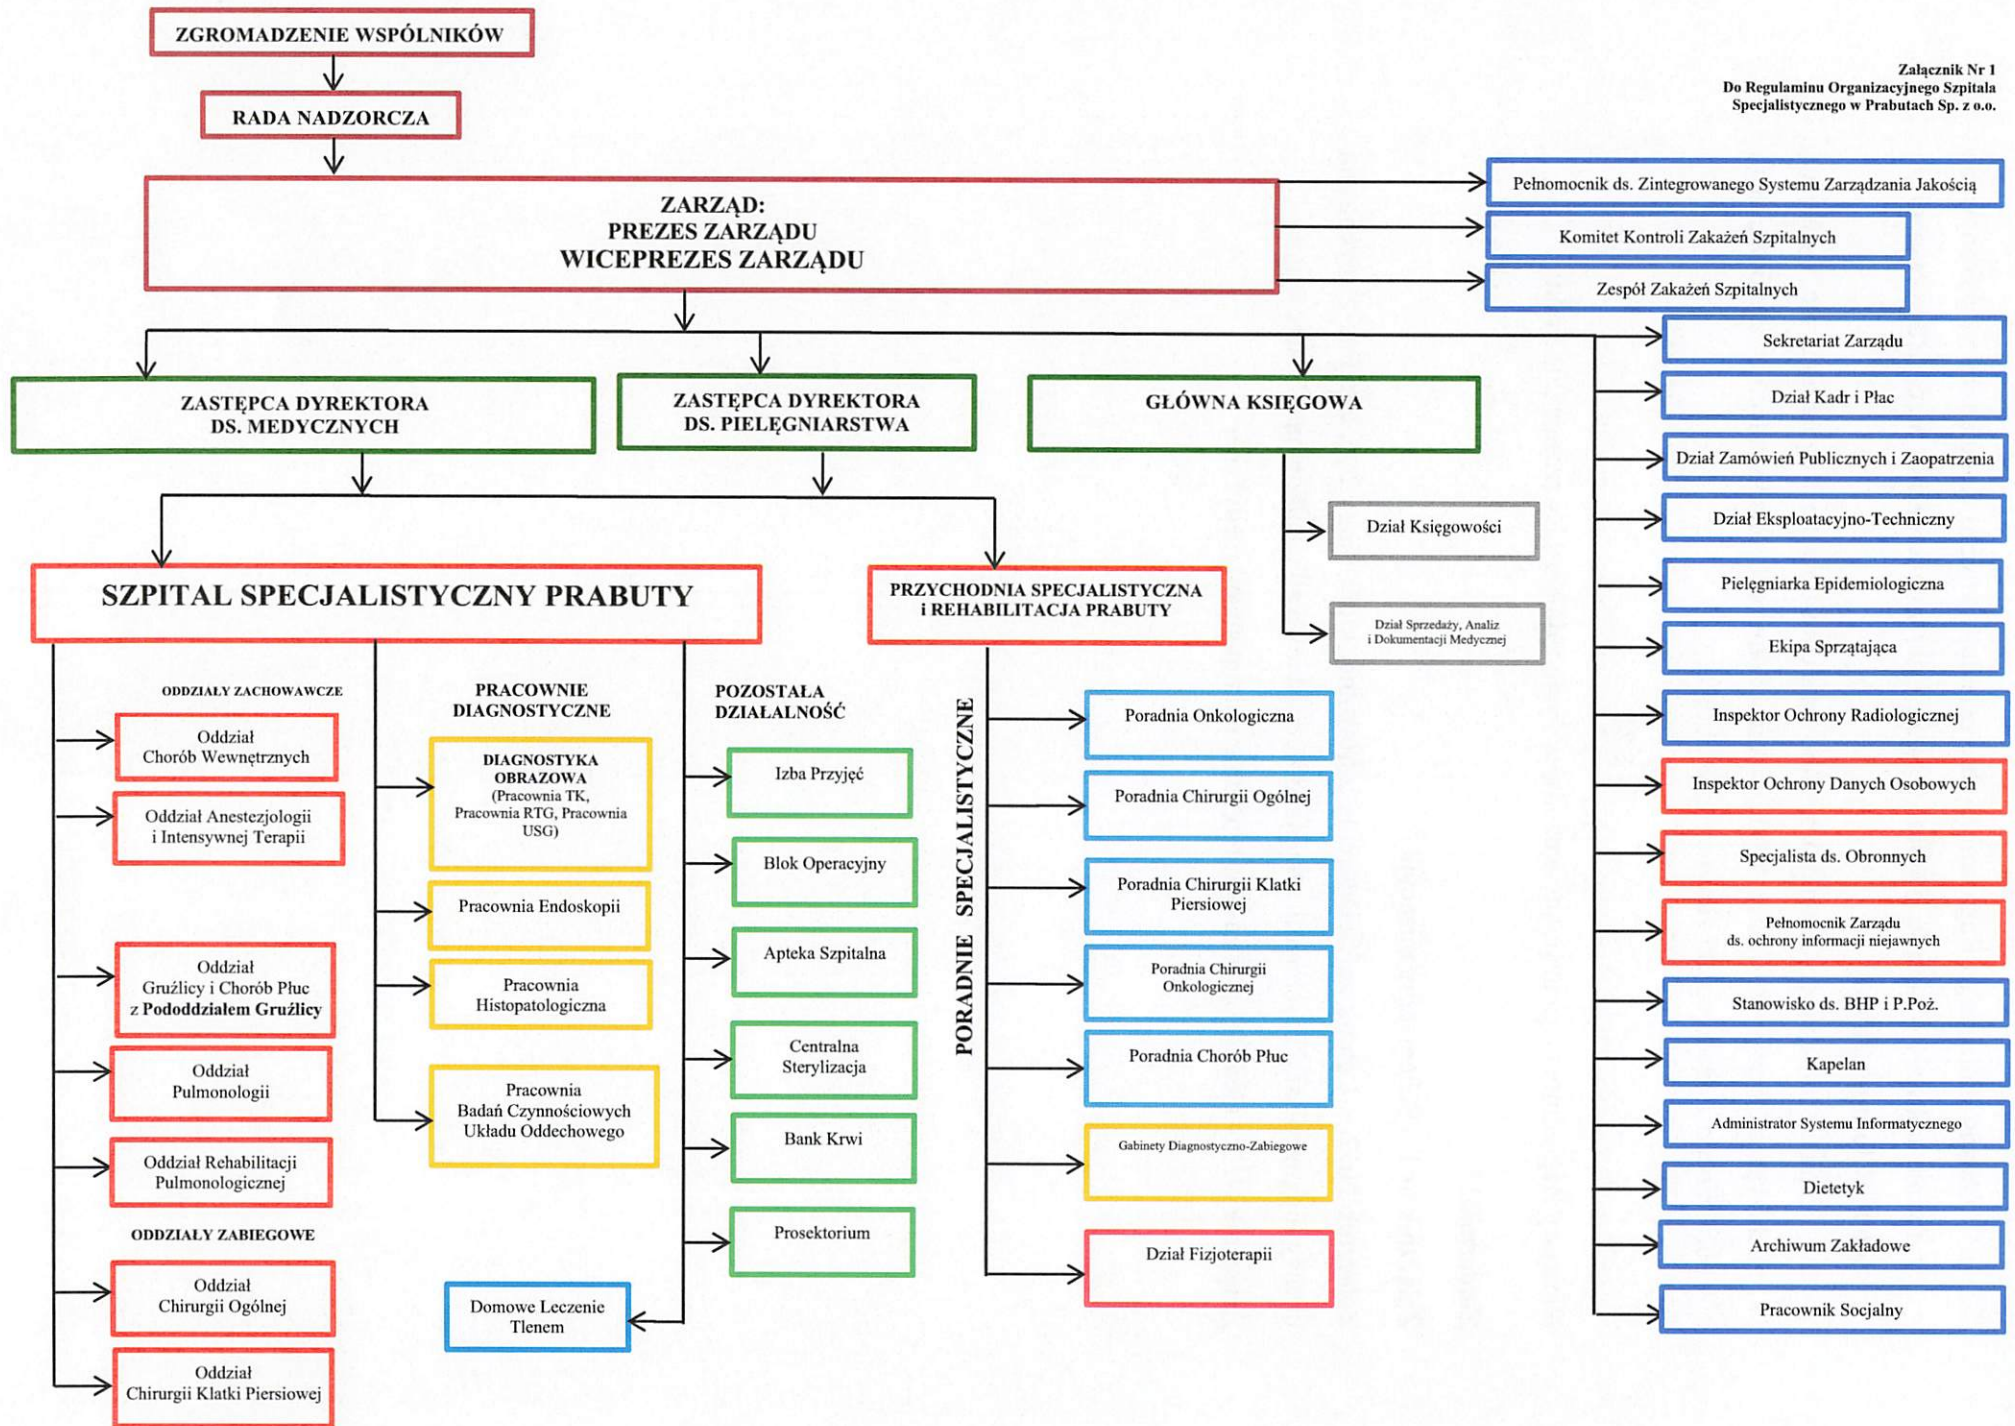 ZGROMADZENIE WSPÓLNIKÓW
Załącznik Nr 1
Do Regulaminu Organizacyjnego Szpitala
Specjalistycznego w Prabutach Sp. z o.o.
RADA NADZORCZA
ZARZĄD:
PREZES ZARZĄDU
WICEPREZES ZARZĄDU
Pełnomocnik ds. Zintegrowanego Systemu Zarządzania Jakością
Komitet Kontroli Zakażeń Szpitalnych
Zespół Zakażeń Szpitalnych
ZASTĘPCA DYREKTORA
DS. MEDYCZNYCH
ZASTĘPCA DYREKTORA
DS. PIELĘGNIARSTWA
GŁÓWNA KSIĘGOWA
Dział Księgowości
Dział Sprzedaży, Analiz
i Dokumentacji Medycznej
SZPITAL SPECJALISTYCZNY PRABUTY
PRZYCHODNIA SPECJALISTYCZNA
i REHABILITACJA PRABUTY
ODDZIAŁY ZACHOWAWCZE
Oddział
Chorób Wewnętrznych
Oddział Anestezjologii
i Intensywnej Terapii
Oddział
Gruźlicy i Chorób Płuc
z Pododdziałem Gruźlicy
Oddział
Pulmonologii
Oddział Rehabilitacji
Pulmonologicznej
ODDZIAŁY ZABIEGOWE
Oddział
Chirurgii Ogólnej
Oddział
Chirurgii Klatki Piersiowej
PRACOWNIE
DIAGNOSTYCZNE
DIAGNOSTYKA
OBRAZOWA
(Pracownia TK,
Pracownia RTG, Pracownia
USG)
Pracownia Endoskopii
Pracownia
Histopatologiczna
Pracownia
Badań Czynnościowych
Układu Oddechowego
Domowe Leczenie
Tlenem
POZOSTAŁA
DZIAŁALNOŚĆ
Izba Przyjęć
Blok Operacyjny
Apteka Szpitalna
Centralna
Sterylizacja
Bank Krwi
Prosektorium
PORADNIE SPECJALISTYCZNE
Poradnia Onkologiczna
Poradnia Chirurgii Ogólnej
Poradnia Chirurgii Klatki
Piersiowej
Poradnia Chirurgii
Onkologicznej
Poradnia Chorób Płuc
Gabinety Diagnostyczno-Zabiegowe
Dział Fizjoterapii
Sekretariat Zarządu
Dział Kadr i Płac
Dział Zamówień Publicznych i Zaopatrzenia
Dział Eksploatacyjno-Techniczny
Pielęgniarka Epidemiologiczna
Ekipa Sprzątająca
Inspektor Ochrony Radiologicznej
Inspektor Ochrony Danych Osobowych
Specjalista ds. Obronnych
Pełnomocnik Zarządu
ds. ochrony informacji niejawnych
Stanowisko ds. BHP i P.Poż.
Kapelan
Administrator Systemu Informatycznego
Dietetyk
Archiwum Zakładowe
Pracownik Socjalny